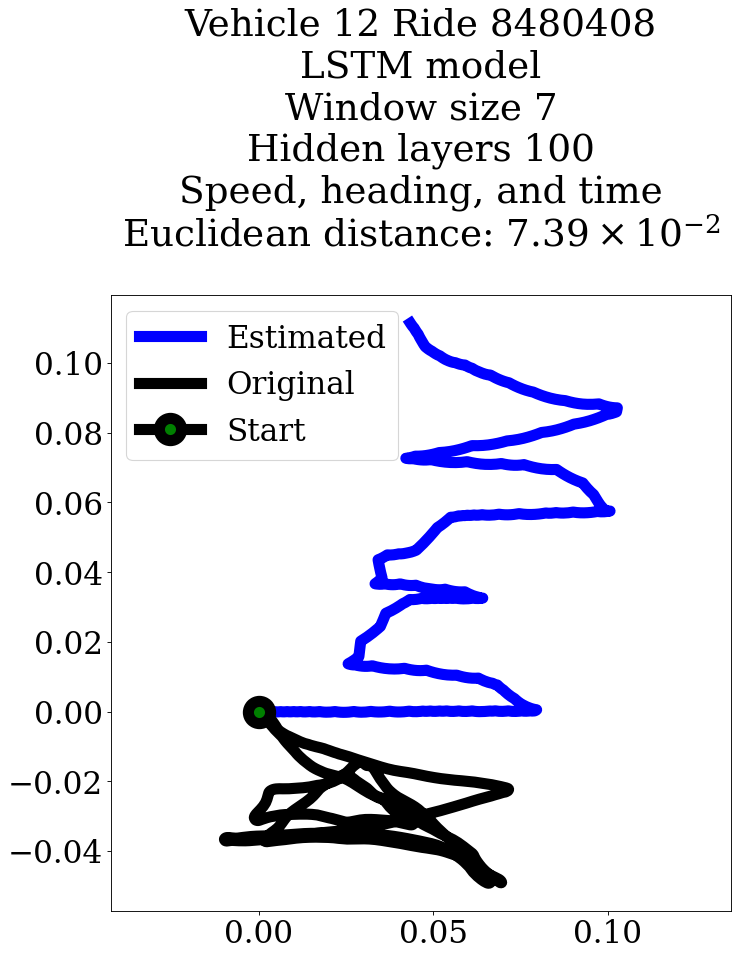 Vehicle 12 Ride 8480408
LSTM model
Window size 7
Hidden layers 100
Speed, heading, and time
Euclidean distance: 7.39 × 10⁻²
Estimated
Original
Start
0.10
0.08
0.06
0.04
0.02
0.00
−0.02
−0.04
0.00 0.05 0.10